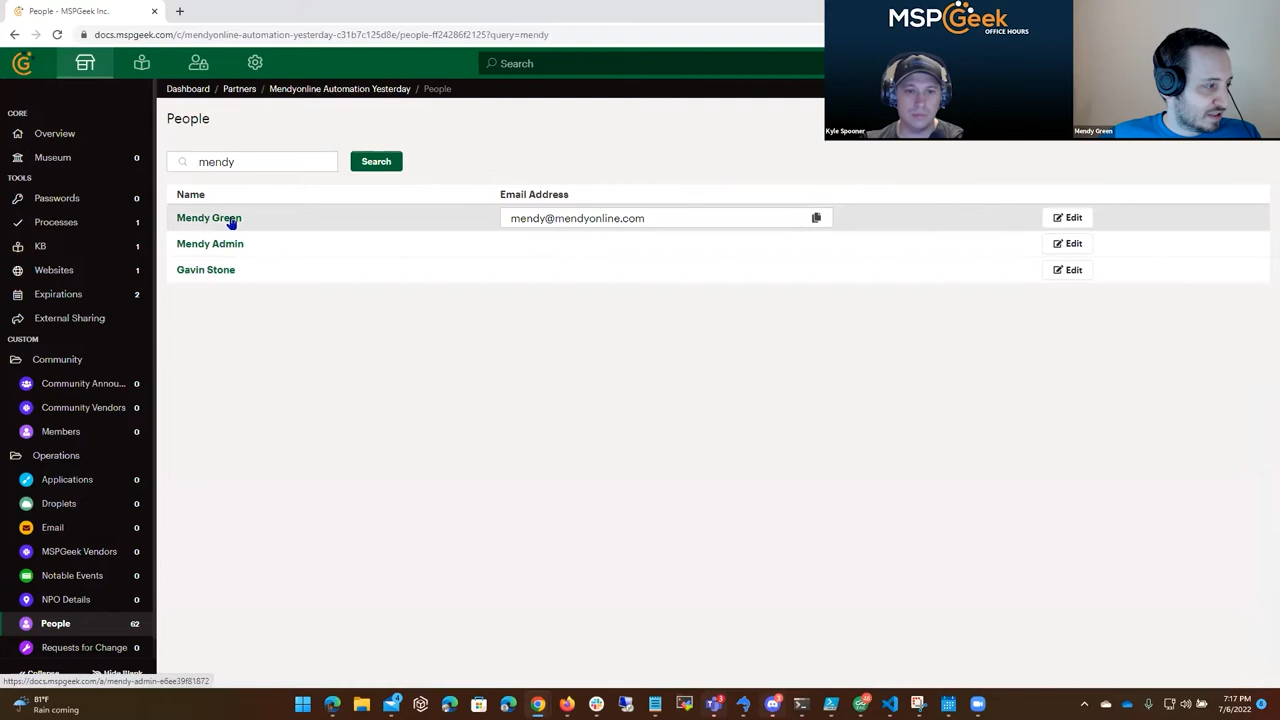 People - MSPGeek Inc.
docs.mspgeek.com/c/mendyonline-automation-yesterday-c31b7c125d8e/people-ff24286f2125?query=mendy
Search
MSPGeek
OFFICE HOURS
Kyle Spooner
Mendy Green
Dashboard > Partners > Mendyonline Automation Yesterday > People
People
mendy
Search
Name Email Address
Mendy Green mendy@mendyonline.com Edit
Mendy Admin Edit
Gavin Stone Edit
CORE
Overview
Museum 0
TOOLS
Passwords 0
Processes 1
KB 1
Websites 1
Expirations 2
External Sharing
CUSTOM
Community
Community Annou... 0
Community Vendors 0
Members 0
Operations
Applications 0
Droplets 0
Email 0
MSPGeek Vendors 0
Notable Events 0
NPO Details 0
People 62
Requests for Change 0
Collapse Hide Blank
https://docs.mspgeek.com/a/mendy-admin-e6ee39f81872
81°F
Rain coming
7:17 PM
7/6/2022